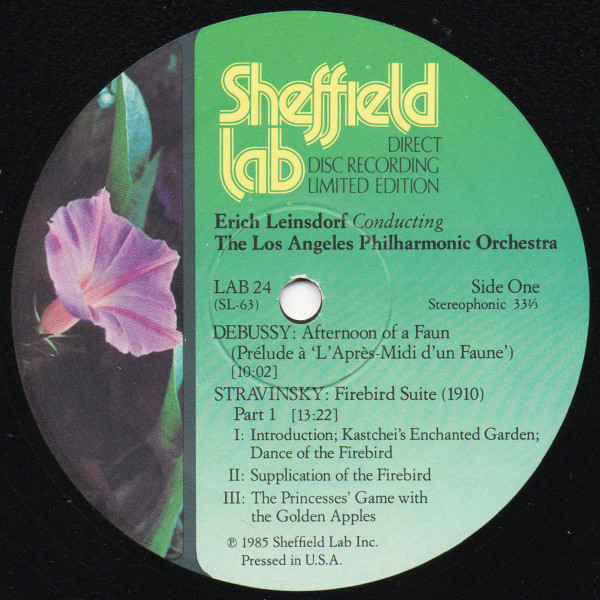 Sheffield
lab
DIRECT
DISC RECORDING
LIMITED EDITION
Erich Leinsdorf Conducting
The Los Angeles Philharmonic Orchestra
LAB 24
(SL-63)
Side One
Stereophonic 33⅓
DEBUSSY: Afternoon of a Faun
(Prélude à ‘L’Après-Midi d’un Faune’)
[10:02]
STRAVINSKY: Firebird Suite (1910)
Part 1 [13:22]
I: Introduction; Kastchei’s Enchanted Garden;
Dance of the Firebird
II: Supplication of the Firebird
III: The Princesses’ Game with
the Golden Apples
℗ 1985 Sheffield Lab Inc.
Pressed in U.S.A.